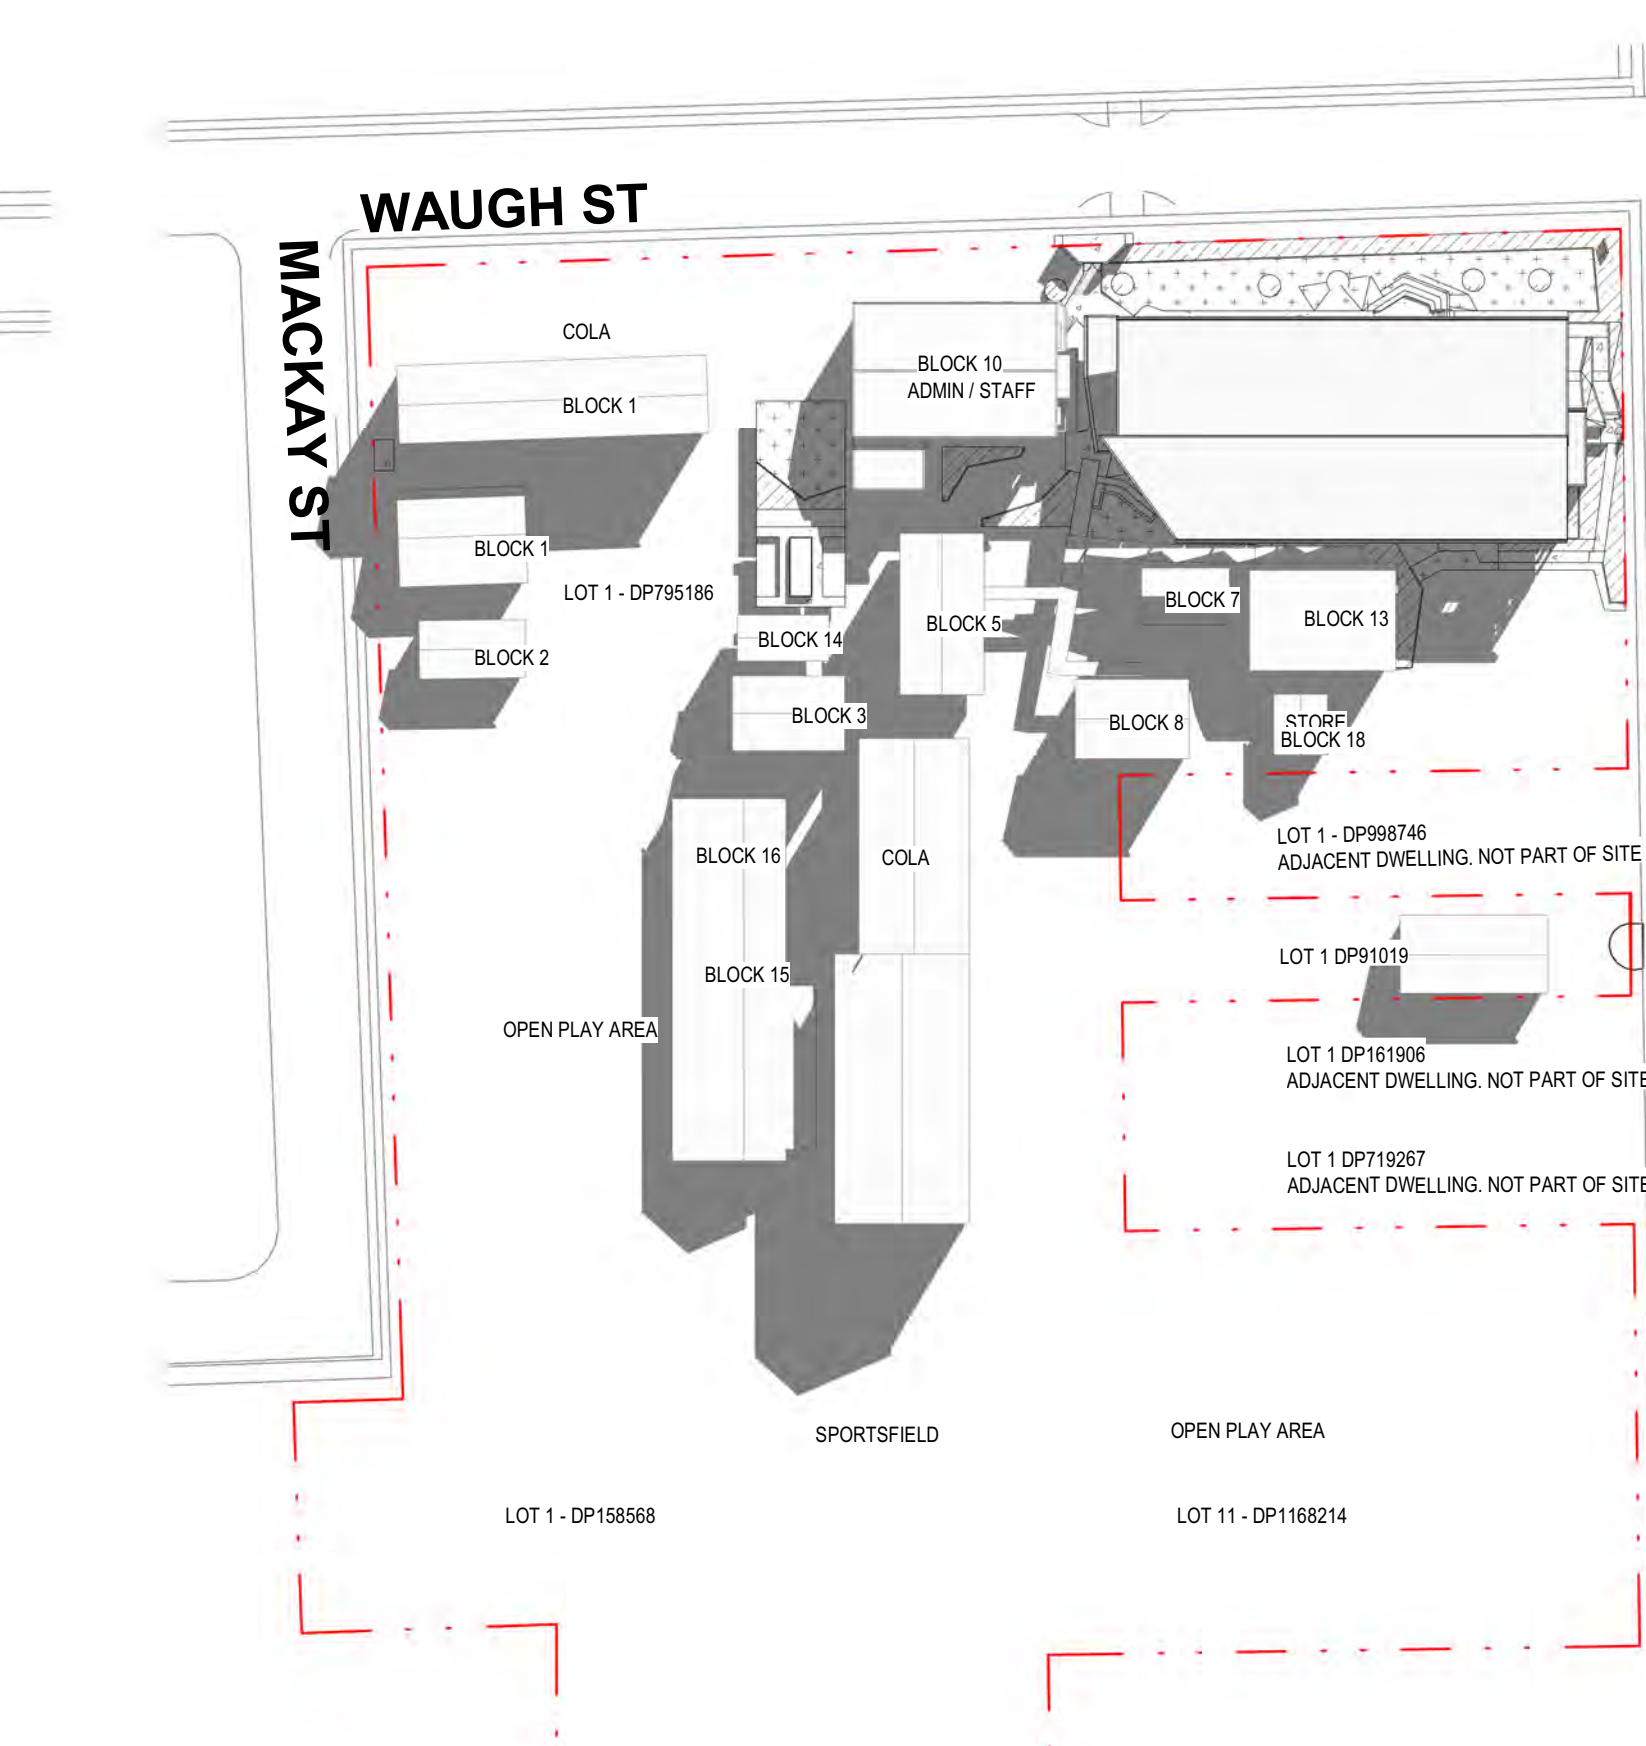 WAUGH ST
MACKAY ST
COLA
BLOCK 1
BLOCK 10
ADMIN / STAFF
BLOCK 1
LOT 1 - DP795186
BLOCK 2
BLOCK 14
BLOCK 5
BLOCK 7
BLOCK 13
BLOCK 3
BLOCK 8
STORE
BLOCK 18
BLOCK 16
COLA
LOT 1 - DP998746
ADJACENT DWELLING. NOT PART OF SITE
LOT 1 DP91019
BLOCK 15
OPEN PLAY AREA
LOT 1 DP161906
ADJACENT DWELLING. NOT PART OF SITE
LOT 1 DP719267
ADJACENT DWELLING. NOT PART OF SITE
SPORTSFIELD
OPEN PLAY AREA
LOT 1 - DP158568
LOT 11 - DP1168214